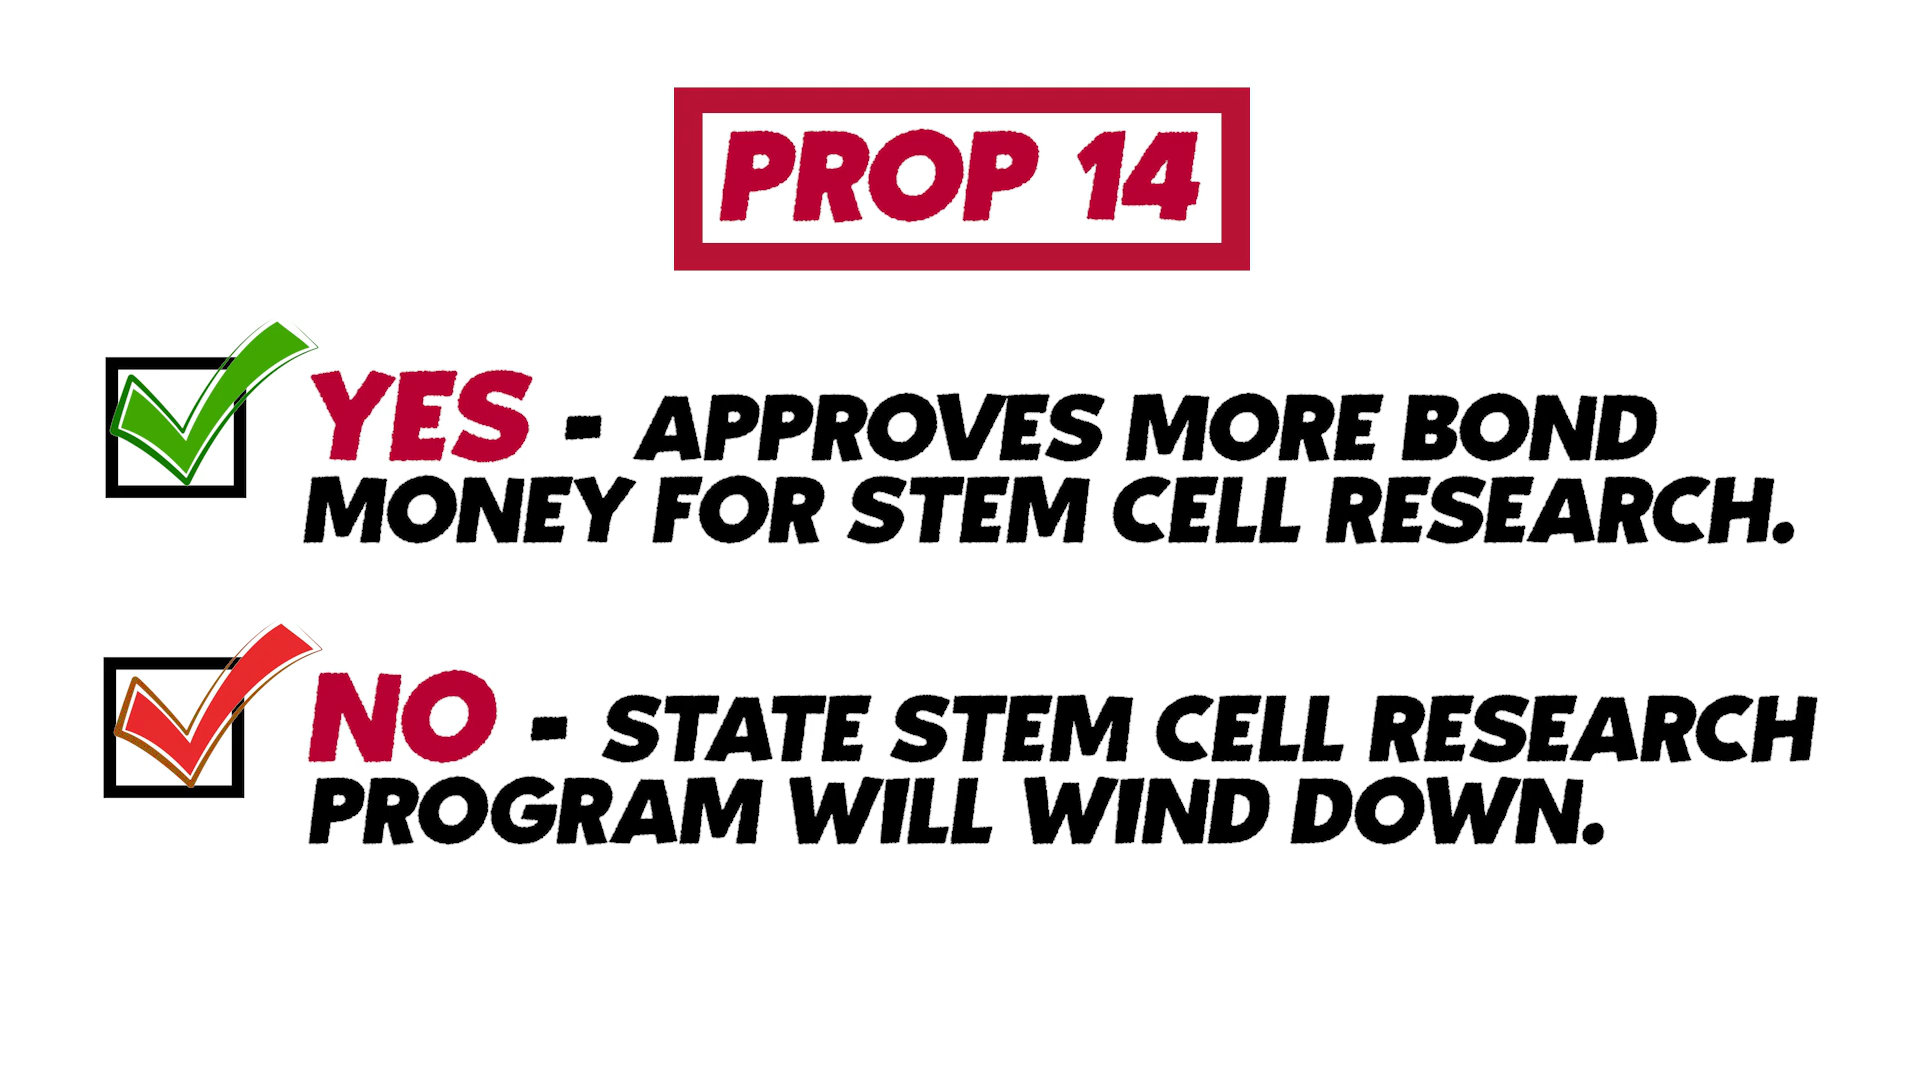 PROP 14
YES - APPROVES MORE BOND
MONEY FOR STEM CELL RESEARCH.
NO - STATE STEM CELL RESEARCH
PROGRAM WILL WIND DOWN.